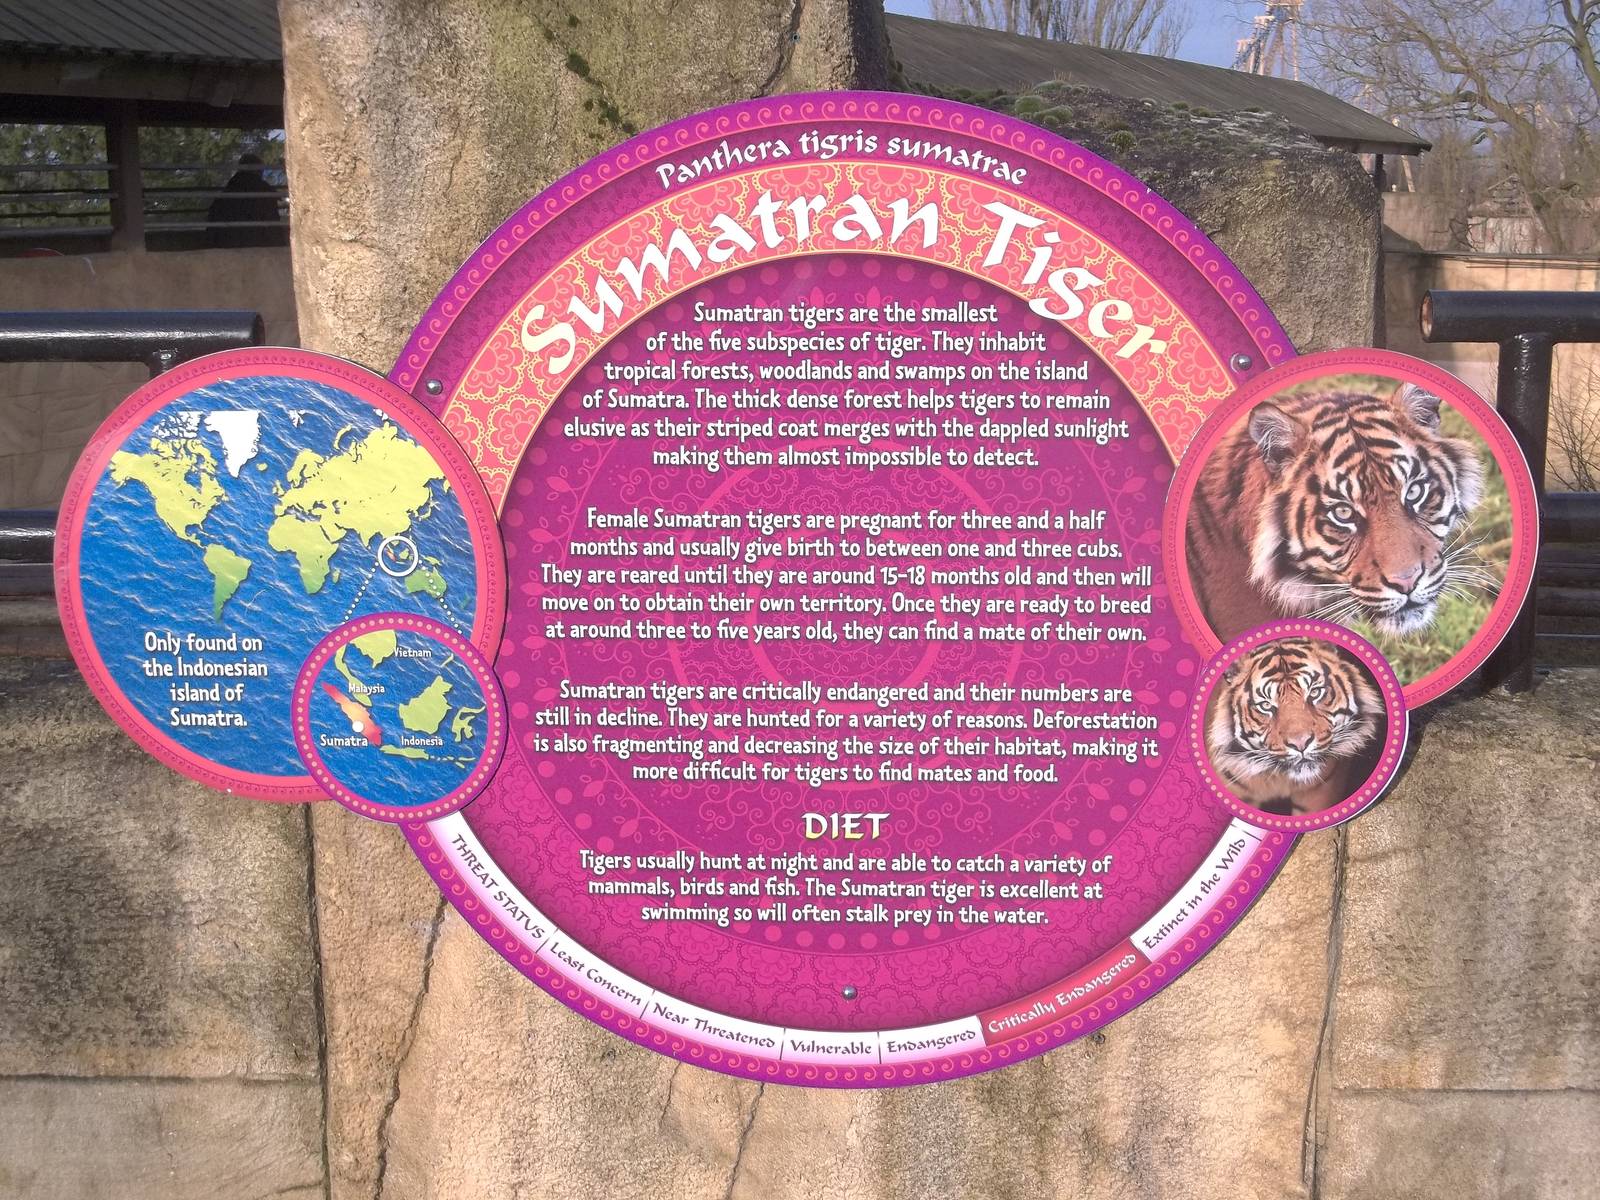 Panthera tigris sumatrae
Sumatran Tiger
Sumatran tigers are the smallest
of the five subspecies of tiger. They inhabit
tropical forests, woodlands and swamps on the island
of Sumatra. The thick dense forest helps tigers to remain
elusive as their striped coat merges with the dappled sunlight
making them almost impossible to detect.
Female Sumatran tigers are pregnant for three and a half
months and usually give birth to between one and three cubs.
They are reared until they are around 15-18 months old and then will
move on to obtain their own territory. Once they are ready to breed
at around three to five years old, they can find a mate of their own.
Sumatran tigers are critically endangered and their numbers are
still in decline. They are hunted for a variety of reasons. Deforestation
is also fragmenting and decreasing the size of their habitat, making it
more difficult for tigers to find mates and food.
DIET
Tigers usually hunt at night and are able to catch a variety of
mammals, birds and fish. The Sumatran tiger is excellent at
swimming so will often stalk prey in the water.
Only found on
the Indonesian
island of
Sumatra.
Vietnam
Malaysia
Sumatra
Indonesia
THREAT STATUS
Least Concern
Near Threatened
Vulnerable
Endangered
Critically Endangered
Extinct in the Wild